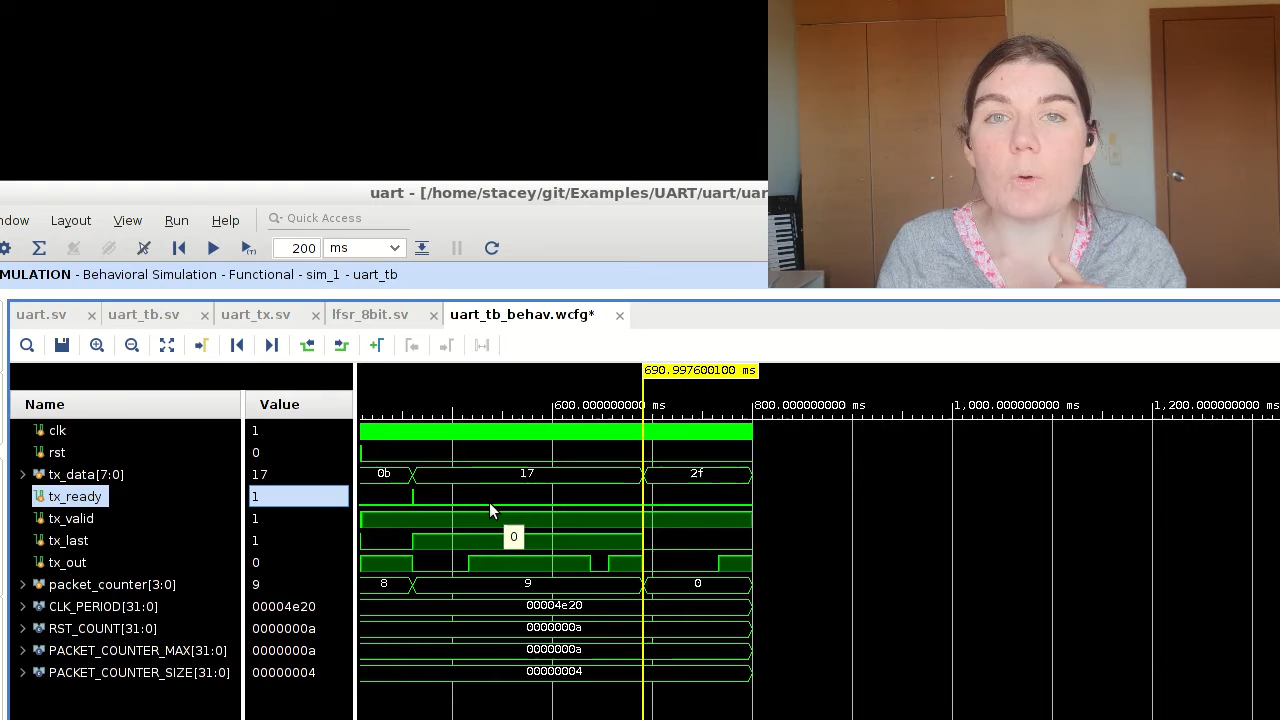 uart - [/home/stacey/git/Examples/UART/uart/uar
ndow Layout View Run Help Quick Access
200 ms
MULATION - Behavioral Simulation - Functional - sim_1 - uart_tb
uart.sv uart_tb.sv uart_tx.sv lfsr_8bit.sv uart_tb_behav.wcfg*
690.997600100 ms
Name Value 600.000000000 ms 800.000000000 ms 1,000.000000000 ms 1,200.000000000 ms
clk 1
rst 0
tx_data[7:0] 17 0b 17 2f
tx_ready 1
tx_valid 1
tx_last 1 0
tx_out 0
packet_counter[3:0] 9 8 9 0
CLK_PERIOD[31:0] 00004e20 00004e20
RST_COUNT[31:0] 0000000a 0000000a
PACKET_COUNTER_MAX[31:0] 0000000a 0000000a
PACKET_COUNTER_SIZE[31:0] 00000004 00000004